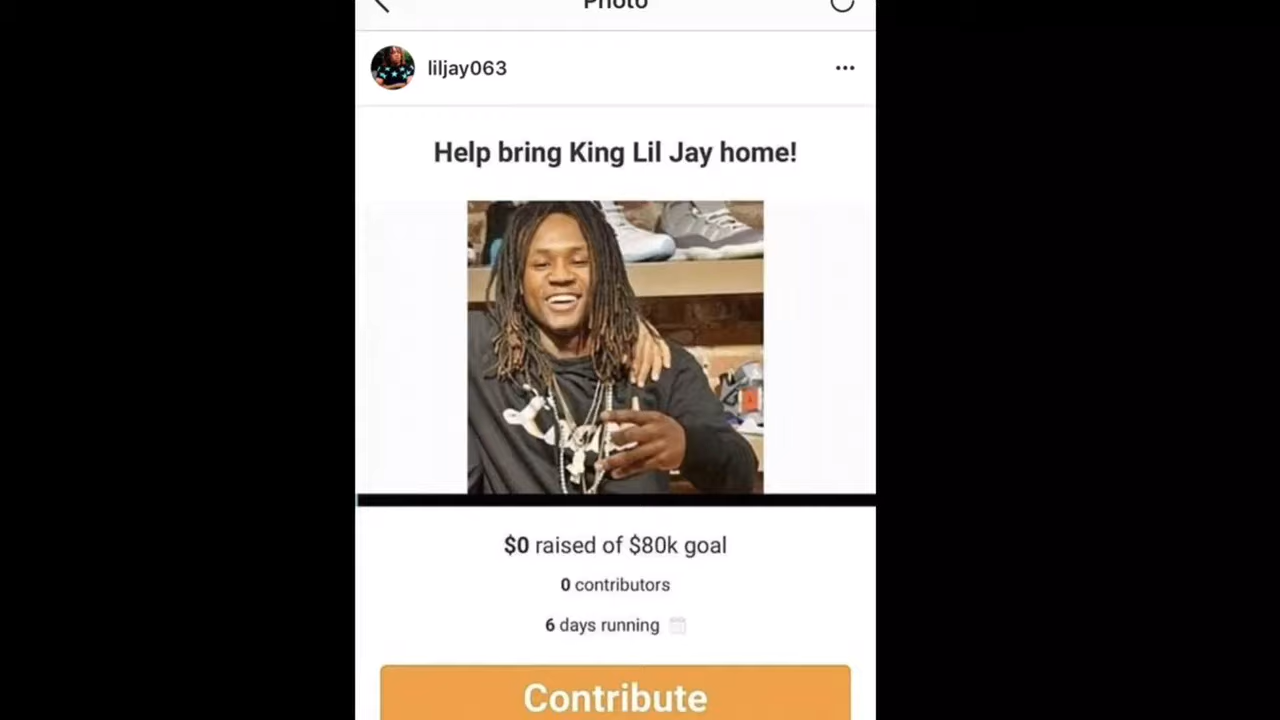 Photo
liljay063
Help bring King Lil Jay home!
$0 raised of $80k goal
0 contributors
6 days running
Contribute